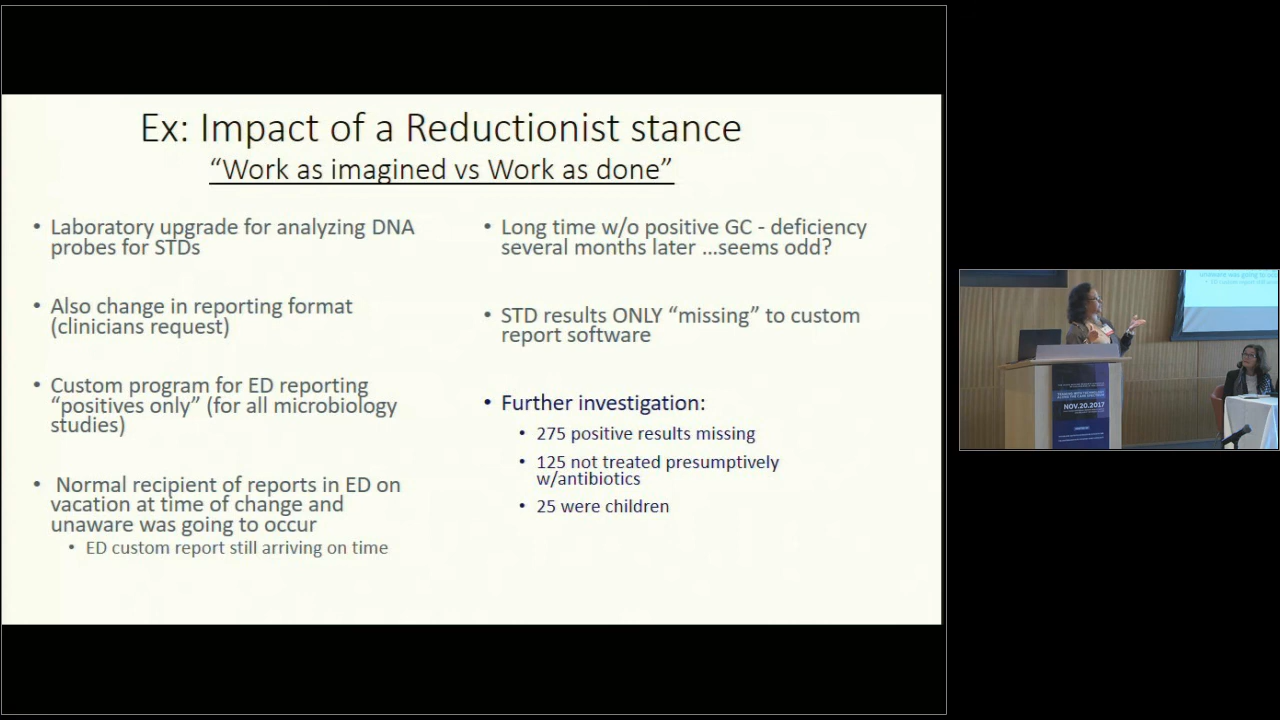 Ex: Impact of a Reductionist stance
“Work as imagined vs Work as done”
• Laboratory upgrade for analyzing DNA
probes for STDs
• Also change in reporting format
(clinicians request)
• Custom program for ED reporting
“positives only” (for all microbiology
studies)
• Normal recipient of reports in ED on
vacation at time of change and
unaware was going to occur
• ED custom report still arriving on time
• Long time w/o positive GC - deficiency
several months later ...seems odd?
• STD results ONLY “missing” to custom
report software
• Further investigation:
• 275 positive results missing
• 125 not treated presumptively
w/antibiotics
• 25 were children
NOV.20.2017